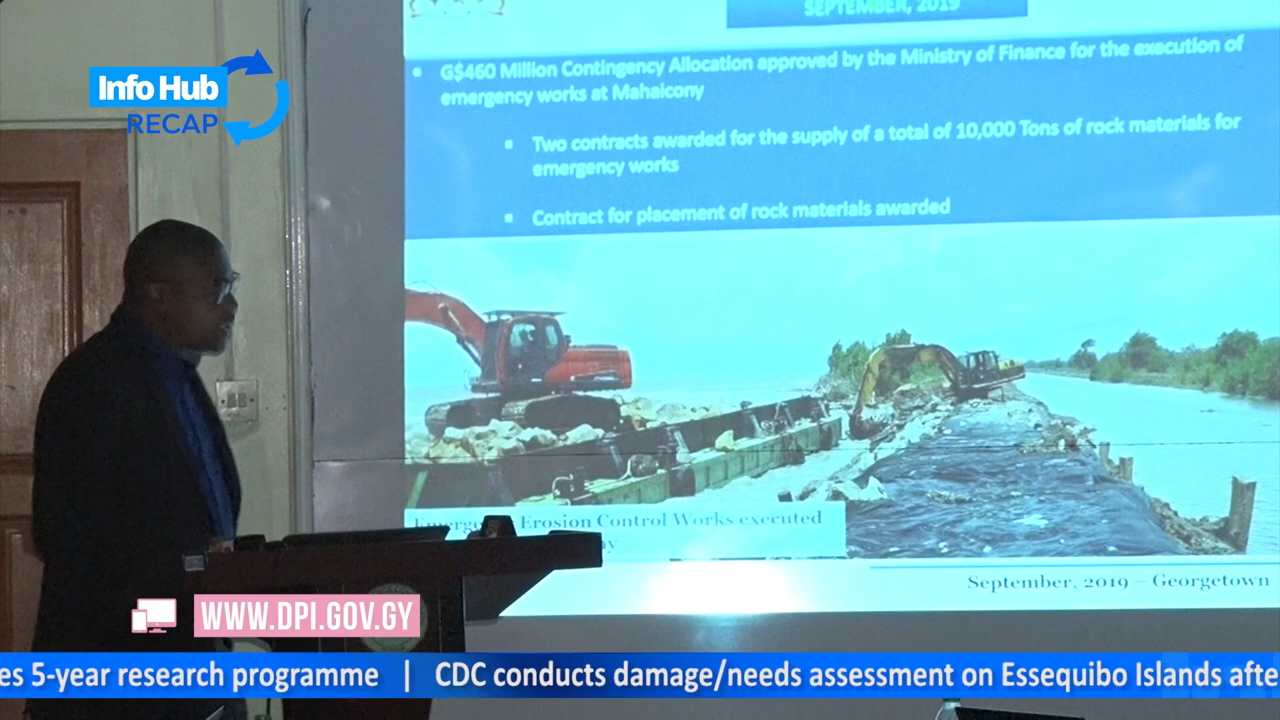 SEPTEMBER, 2019
Info Hub
RECAP
G$460 Million Contingency Allocation approved by the Ministry of Finance for the execution of
emergency works at Mahaicony
Two contracts awarded for the supply of a total of 10,000 Tons of rock materials for
emergency works
Contract for placement of rock materials awarded
Erosion Control Works executed
September, 2019 – Georgetown
WWW.DPI.GOV.GY
5-year research programme | CDC conducts damage/needs assessment on Essequibo Islands